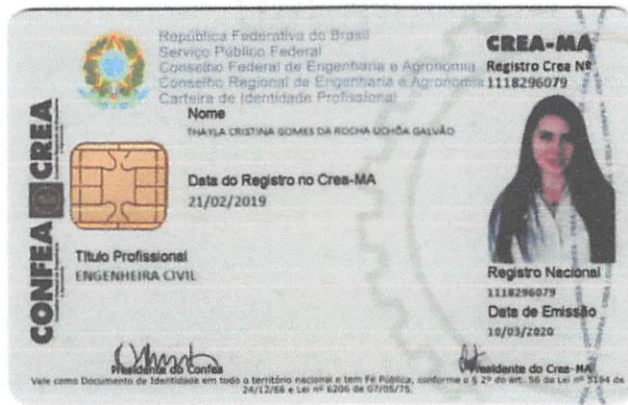 República Federativa do Brasil
Serviço Público Federal
Conselho Federal de Engenharia e Agronomia
Conselho Regional de Engenharia e Agronomia
Carteira de Identidade Profissional
CREA-MA
Registro Crea Nº
1118296079
Nome
THAYLA CRISTINA GOMES DA ROCHA UCHÔA GALVÃO
Data do Registro no Crea-MA
21/02/2019
CONFEA CREA
Título Profissional
ENGENHEIRA CIVIL
Registro Nacional
1118296079
Data de Emissão
10/03/2020
Presidente do Confea
Presidente do Crea-MA
Vale como Documento de Identidade em todo o território nacional e tem Fé Pública, conforme o § 2º do art. 56 da Lei nº 5194 de
24/12/66 e Lei nº 6206 de 07/05/75.